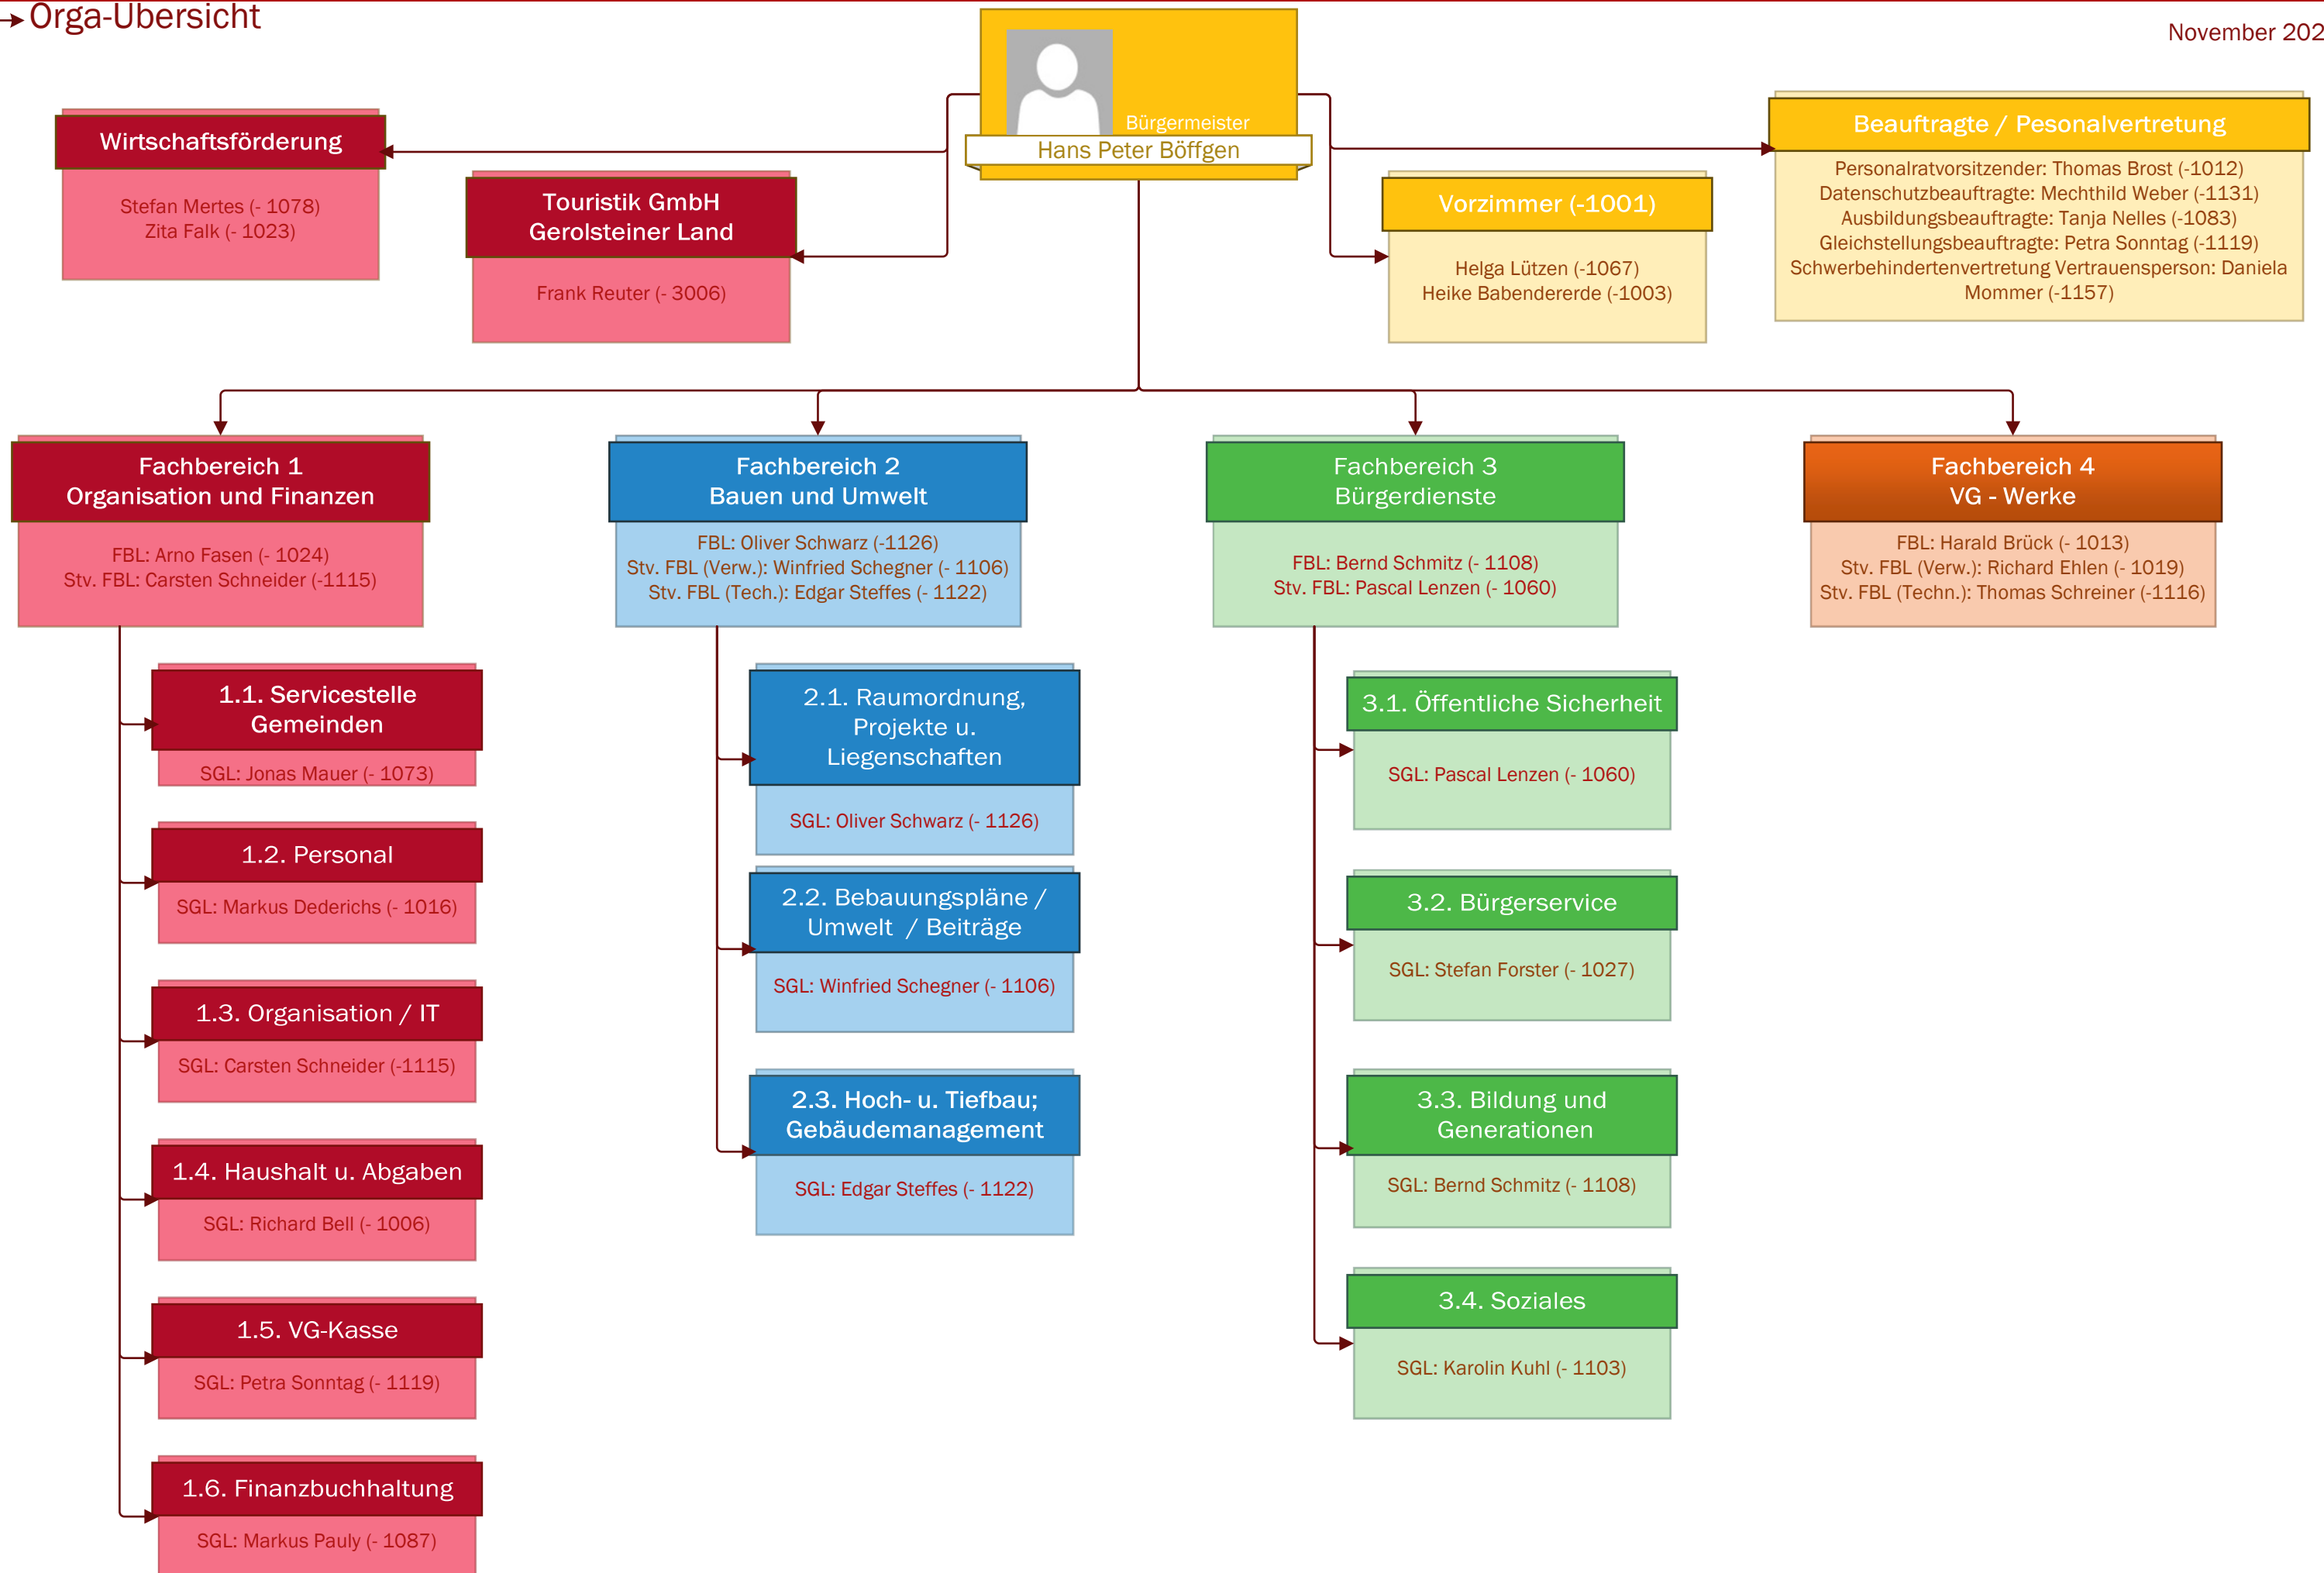 Orga-Übersicht
November 202
Bürgermeister
Hans Peter Böffgen
Wirtschaftsförderung
Stefan Mertes (- 1078)
Zita Falk (- 1023)
Touristik GmbH
Gerolsteiner Land
Frank Reuter (- 3006)
Vorzimmer (-1001)
Helga Lützen (-1067)
Heike Babendererde (-1003)
Beauftragte / Pesonalvertretung
Personalratvorsitzender: Thomas Brost (-1012)
Datenschutzbeauftragte: Mechthild Weber (-1131)
Ausbildungsbeauftragte: Tanja Nelles (-1083)
Gleichstellungsbeauftragte: Petra Sonntag (-1119)
Schwerbehindertenvertretung Vertrauensperson: Daniela
Mommer (-1157)
Fachbereich 1
Organisation und Finanzen
FBL: Arno Fasen (- 1024)
Stv. FBL: Carsten Schneider (-1115)
1.1. Servicestelle
Gemeinden
SGL: Jonas Mauer (- 1073)
1.2. Personal
SGL: Markus Dederichs (- 1016)
1.3. Organisation / IT
SGL: Carsten Schneider (-1115)
1.4. Haushalt u. Abgaben
SGL: Richard Bell (- 1006)
1.5. VG-Kasse
SGL: Petra Sonntag (- 1119)
1.6. Finanzbuchhaltung
SGL: Markus Pauly (- 1087)
Fachbereich 2
Bauen und Umwelt
FBL: Oliver Schwarz (-1126)
Stv. FBL (Verw.): Winfried Schegner (- 1106)
Stv. FBL (Tech.): Edgar Steffes (- 1122)
2.1. Raumordnung,
Projekte u.
Liegenschaften
SGL: Oliver Schwarz (- 1126)
2.2. Bebauungspläne /
Umwelt / Beiträge
SGL: Winfried Schegner (- 1106)
2.3. Hoch- u. Tiefbau;
Gebäudemanagement
SGL: Edgar Steffes (- 1122)
Fachbereich 3
Bürgerdienste
FBL: Bernd Schmitz (- 1108)
Stv. FBL: Pascal Lenzen (- 1060)
3.1. Öffentliche Sicherheit
SGL: Pascal Lenzen (- 1060)
3.2. Bürgerservice
SGL: Stefan Forster (- 1027)
3.3. Bildung und
Generationen
SGL: Bernd Schmitz (- 1108)
3.4. Soziales
SGL: Karolin Kuhl (- 1103)
Fachbereich 4
VG - Werke
FBL: Harald Brück (- 1013)
Stv. FBL (Verw.): Richard Ehlen (- 1019)
Stv. FBL (Techn.): Thomas Schreiner (-1116)